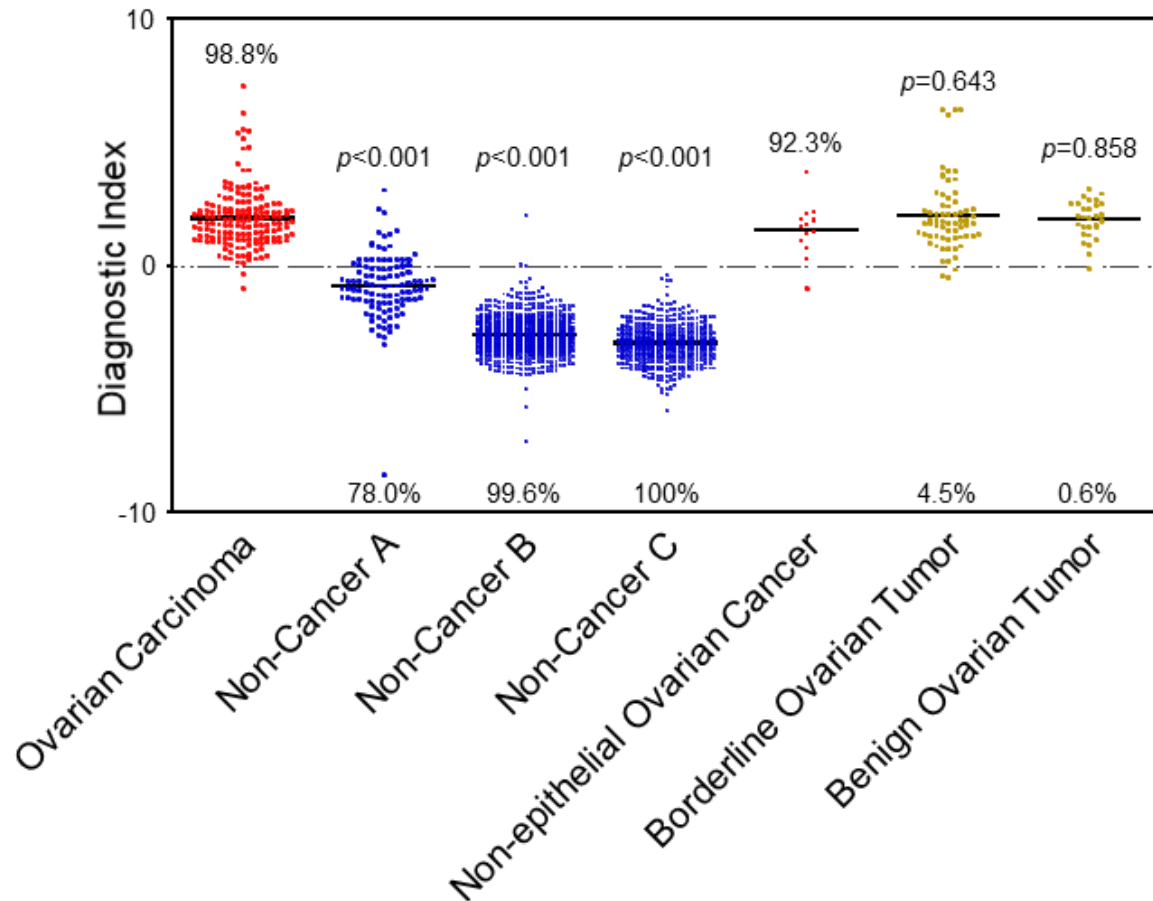 10
98.8%
p=0.643
92.3%
p<0.001
p<0.001
p<0.001
p=0.858
Diagnostic Index
0
78.0%
99.6%
100%
4.5%
0.6%
-10
Ovarian Carcinoma
Non-Cancer A
Non-Cancer B
Non-Cancer C
Non-epithelial Ovarian Cancer
Borderline Ovarian Tumor
Benign Ovarian Tumor